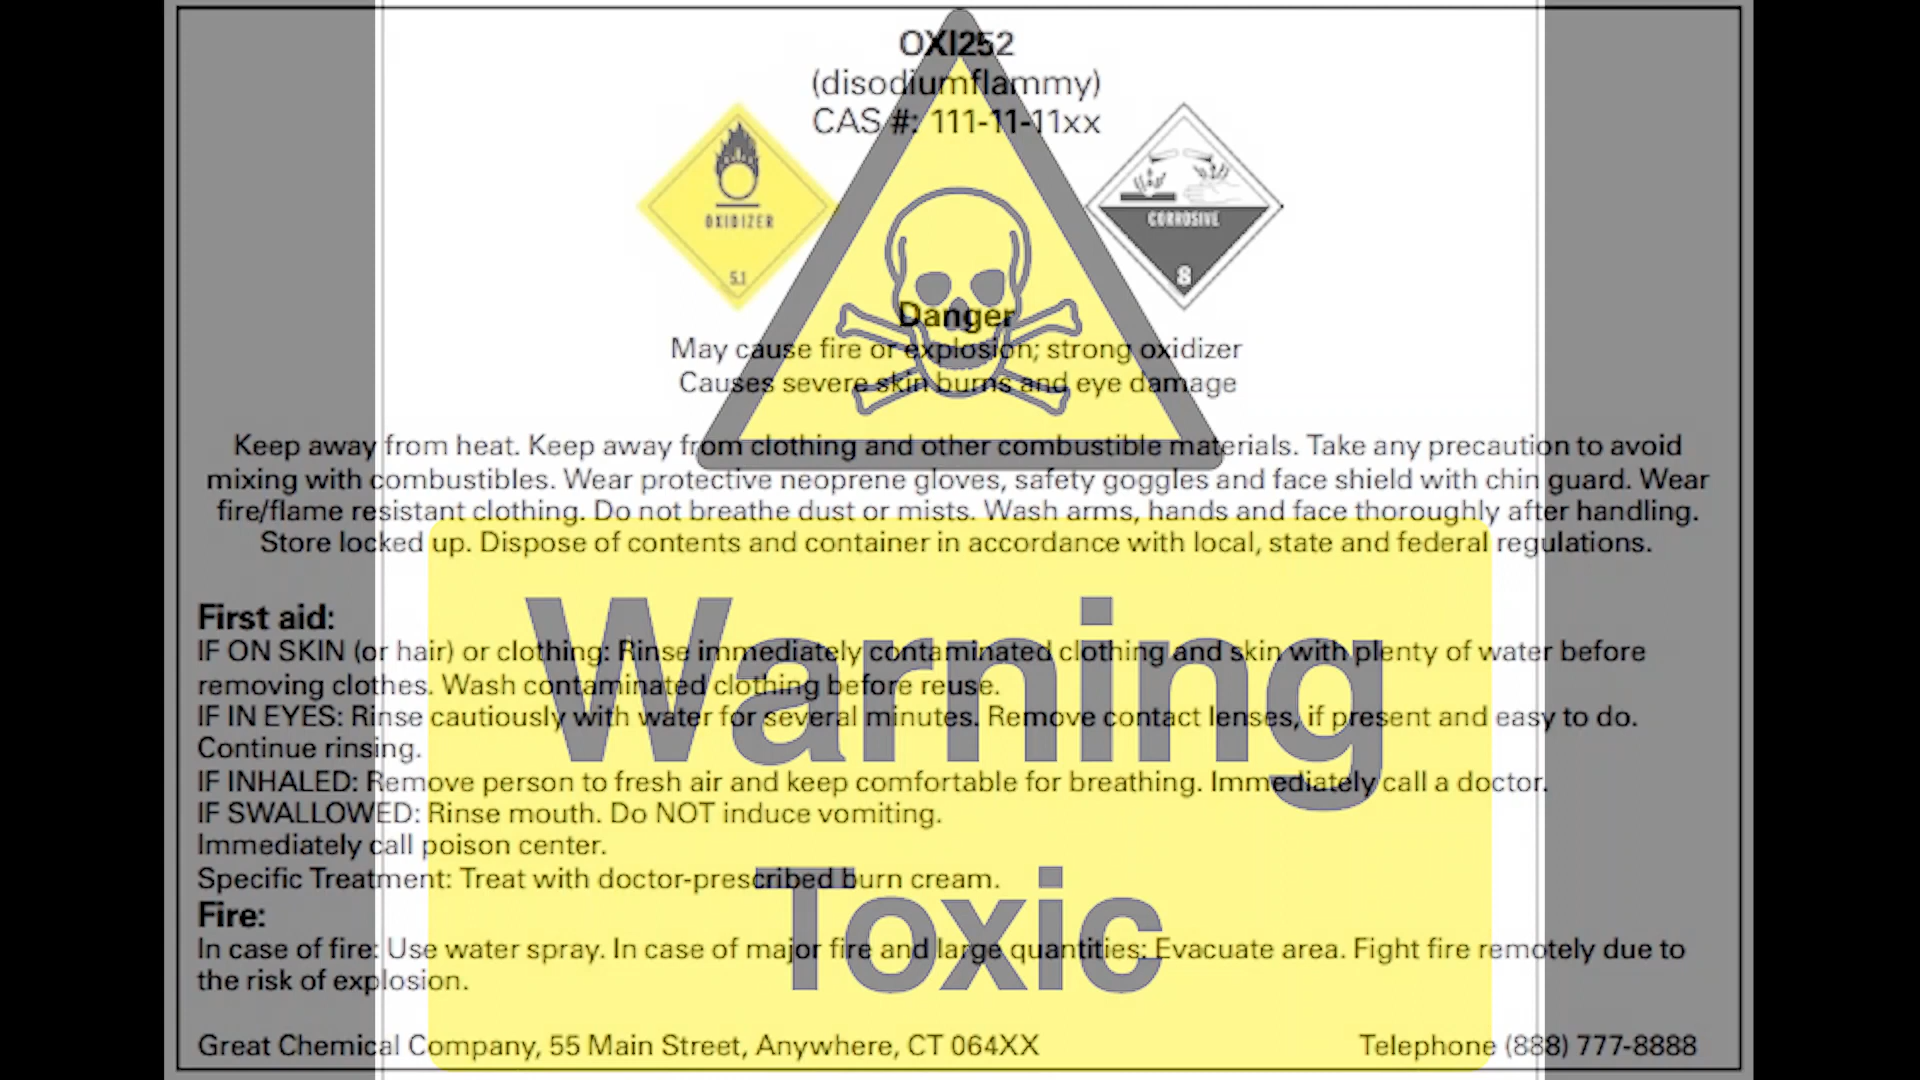 OXI252
(disodiumflammy)
CAS #: 111-11-11xx
OXIDIZER
5.1
CORROSIVE
8
Danger
May cause fire or explosion; strong oxidizer
Causes severe skin burns and eye damage
Keep away from heat. Keep away from clothing and other combustible materials. Take any precaution to avoid
mixing with combustibles. Wear protective neoprene gloves, safety goggles and face shield with chin guard. Wear
fire/flame resistant clothing. Do not breathe dust or mists. Wash arms, hands and face thoroughly after handling.
Store locked up. Dispose of contents and container in accordance with local, state and federal regulations.
Warning
Toxic
First aid:
IF ON SKIN (or hair) or clothing: Rinse immediately contaminated clothing and skin with plenty of water before
removing clothes. Wash contaminated clothing before reuse.
IF IN EYES: Rinse cautiously with water for several minutes. Remove contact lenses, if present and easy to do.
Continue rinsing.
IF INHALED: Remove person to fresh air and keep comfortable for breathing. Immediately call a doctor.
IF SWALLOWED: Rinse mouth. Do NOT induce vomiting.
Immediately call poison center.
Specific Treatment: Treat with doctor-prescribed burn cream.
Fire:
In case of fire: Use water spray. In case of major fire and large quantities: Evacuate area. Fight fire remotely due to
the risk of explosion.
Great Chemical Company, 55 Main Street, Anywhere, CT 064XX
Telephone (888) 777-8888